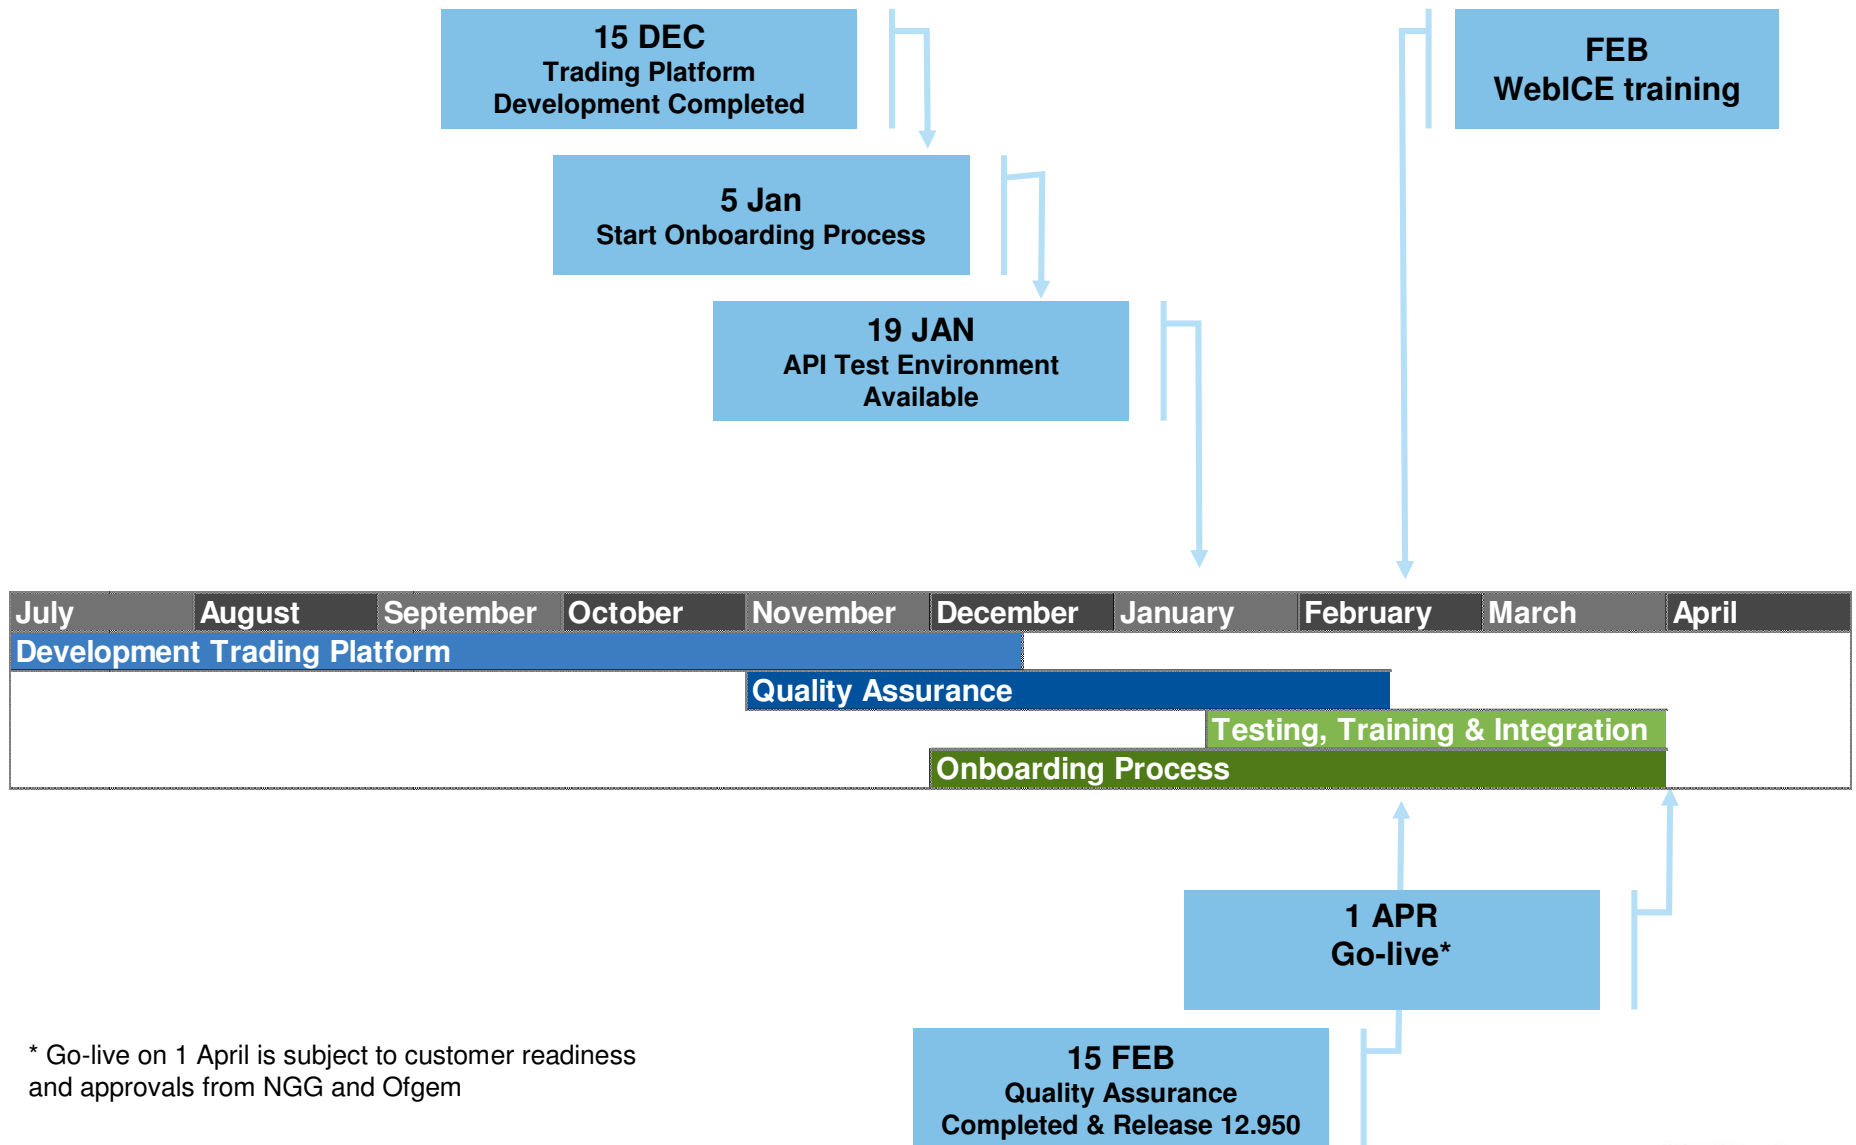 15 DEC
Trading Platform
Development Completed
FEB
WebICE training
5 Jan
Start Onboarding Process
19 JAN
API Test Environment
Available
July August September October November December January February March April
Development Trading Platform
Quality Assurance
Testing, Training & Integration
Onboarding Process
1 APR
Go-live*
* Go-live on 1 April is subject to customer readiness
and approvals from NGG and Ofgem
15 FEB
Quality Assurance
Completed & Release 12.950